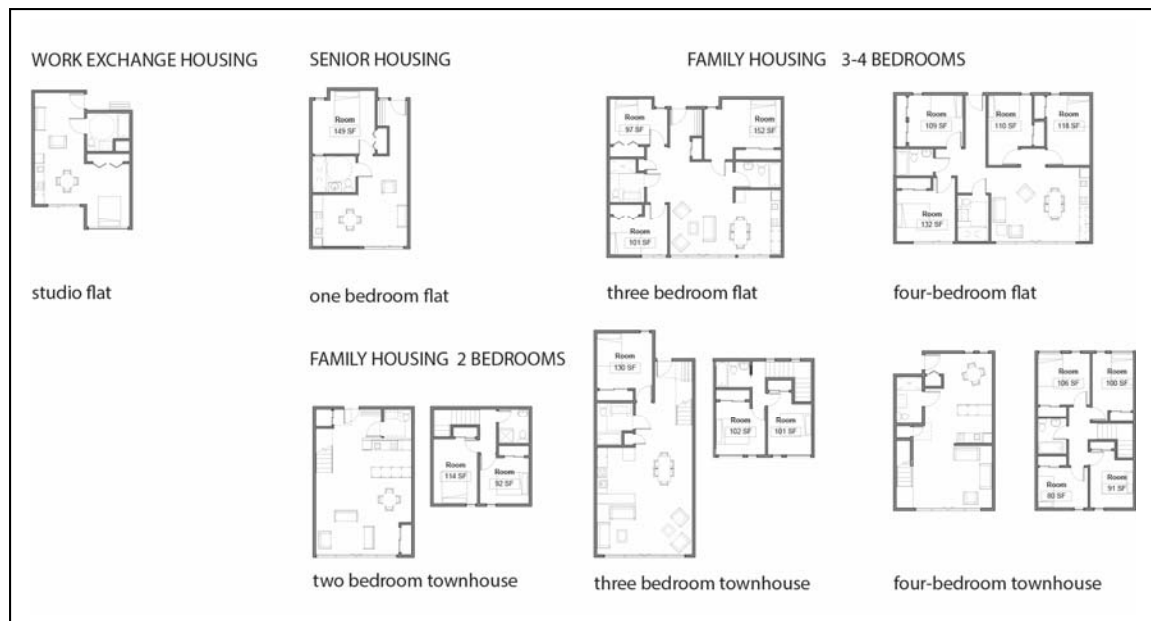 WORK EXCHANGE HOUSING
SENIOR HOUSING
FAMILY HOUSING 3-4 BEDROOMS
Room
149 SF
Room
97 SF
Room
152 SF
Room
101 SF
Room
109 SF
Room
110 SF
Room
118 SF
Room
132 SF
studio flat
one bedroom flat
three bedroom flat
four-bedroom flat
FAMILY HOUSING 2 BEDROOMS
Room
114 SF
Room
92 SF
Room
130 SF
Room
102 SF
Room
101 SF
Room
106 SF
Room
100 SF
Room
80 SF
Room
91 SF
two bedroom townhouse
three bedroom townhouse
four-bedroom townhouse